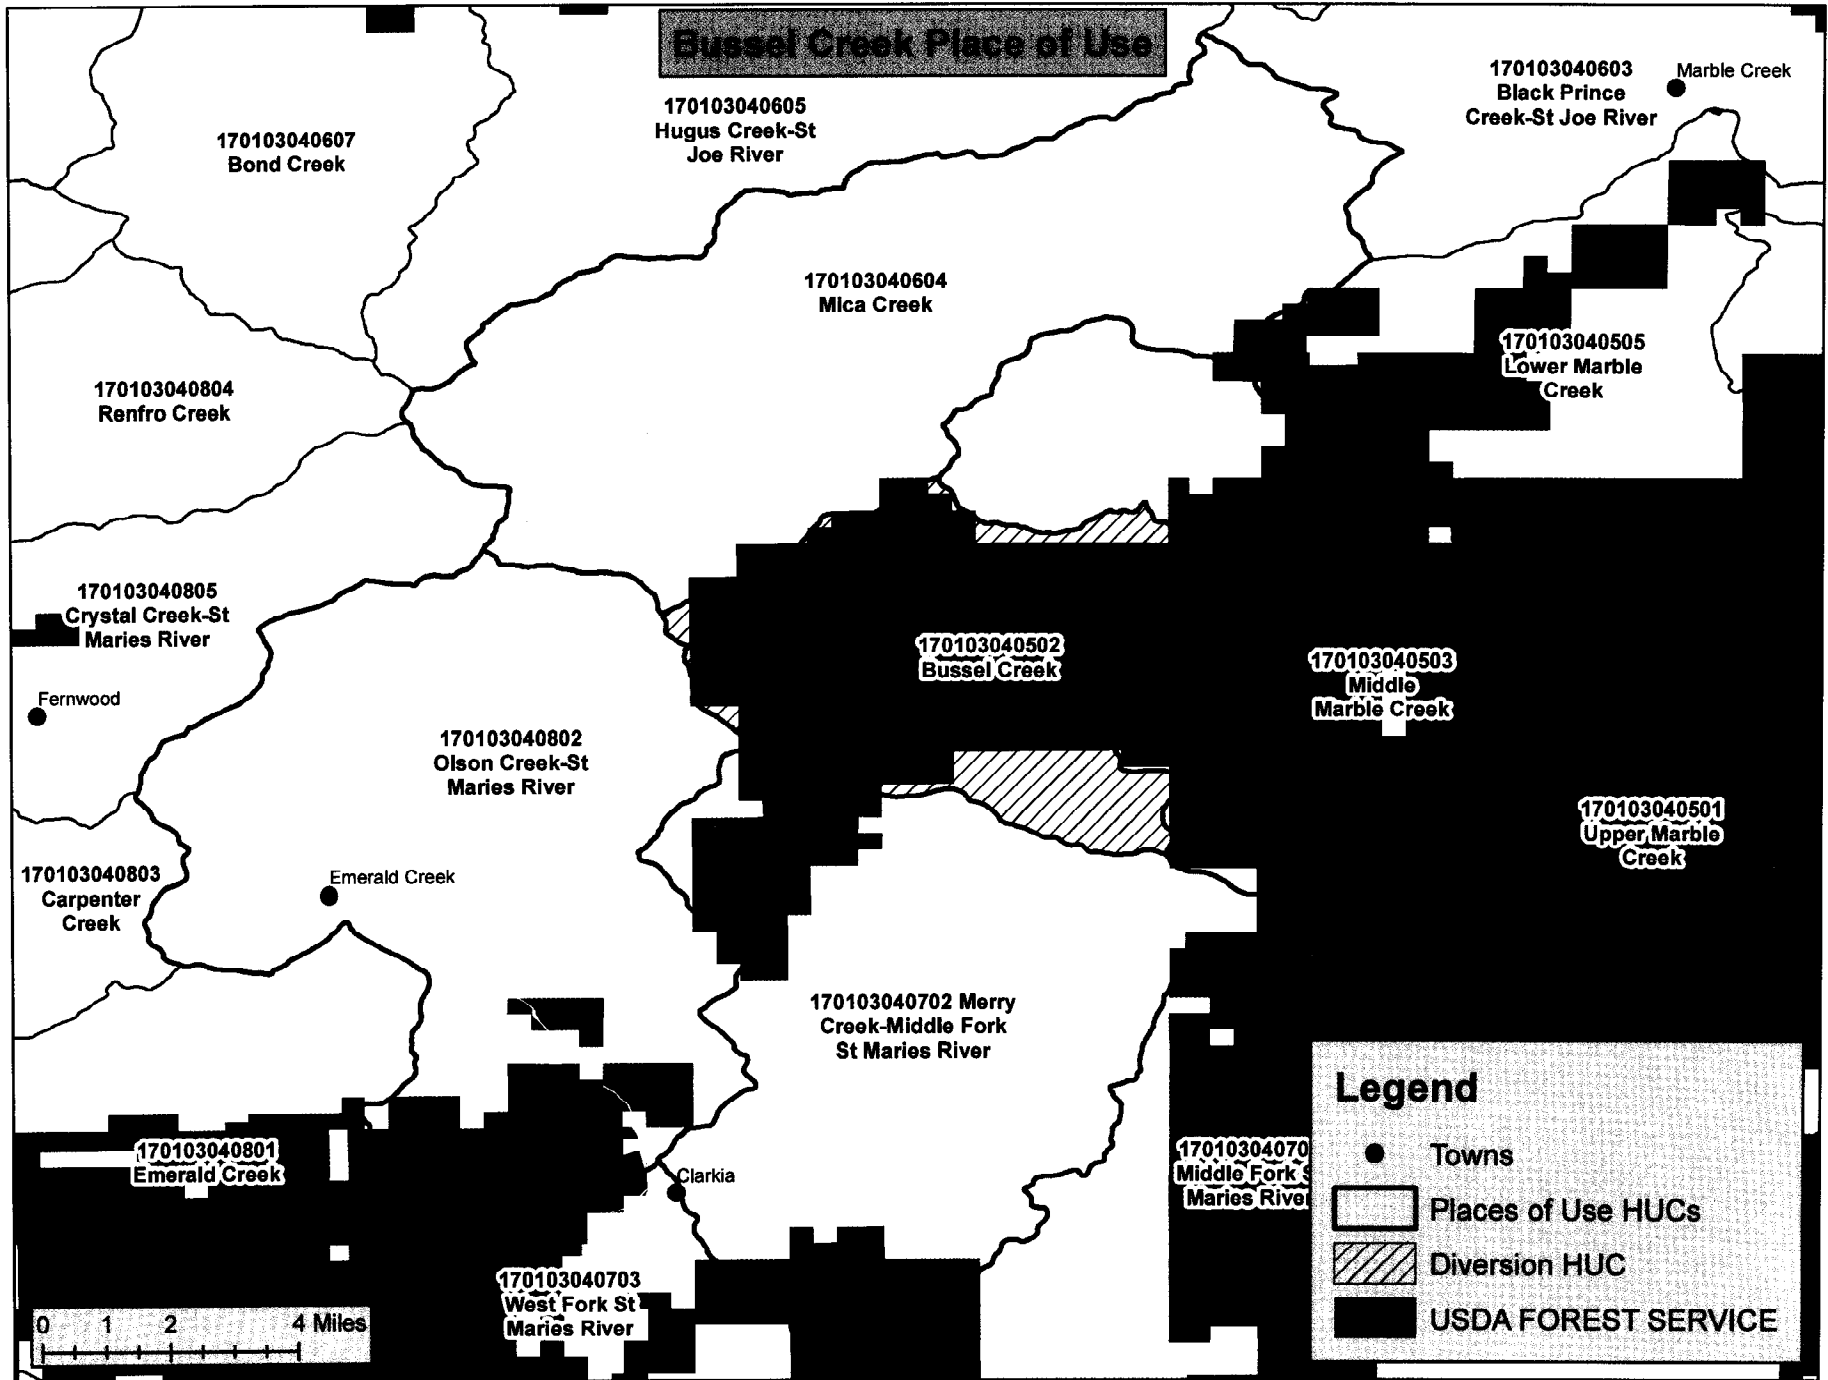 Bussel Creek Place of Use
170103040603
Black Prince
Creek-St Joe River
Marble Creek
170103040605
Hugus Creek-St
Joe River
170103040607
Bond Creek
170103040604
Mica Creek
170103040505
Lower Marble
Creek
170103040804
Renfro Creek
170103040805
Crystal Creek-St
Maries River
170103040502
Bussel Creek
170103040503
Middle
Marble Creek
Fernwood
170103040802
Olson Creek-St
Maries River
170103040501
Upper Marble
Creek
170103040803
Carpenter
Creek
Emerald Creek
170103040702 Merry
Creek-Middle Fork
St Maries River
170103040801
Emerald Creek
Clarkia
17010304070
Middle Fork S
Maries River
170103040703
West Fork St
Maries River
Legend
Towns
Places of Use HUCs
Diversion HUC
USDA FOREST SERVICE
0 1 2 4 Miles